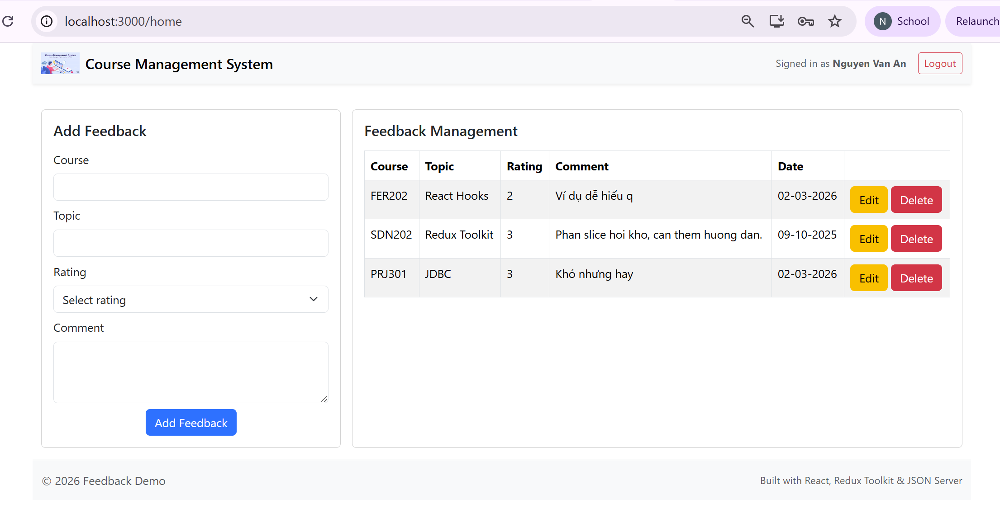 localhost:3000/home
N School
Relaunch
Course Management System
Course Management System
Signed in as Nguyen Van An
Logout
Add Feedback
Course
Topic
Rating
Select rating
Comment
Add Feedback
Feedback Management
Course Topic Rating Comment Date
FER202 React Hooks 2 Ví dụ dễ hiểu q 02-03-2026 Edit Delete
SDN202 Redux Toolkit 3 Phan slice hoi kho, can them huong dan. 09-10-2025 Edit Delete
PRJ301 JDBC 3 Khó nhưng hay 02-03-2026 Edit Delete
© 2026 Feedback Demo
Built with React, Redux Toolkit & JSON Server